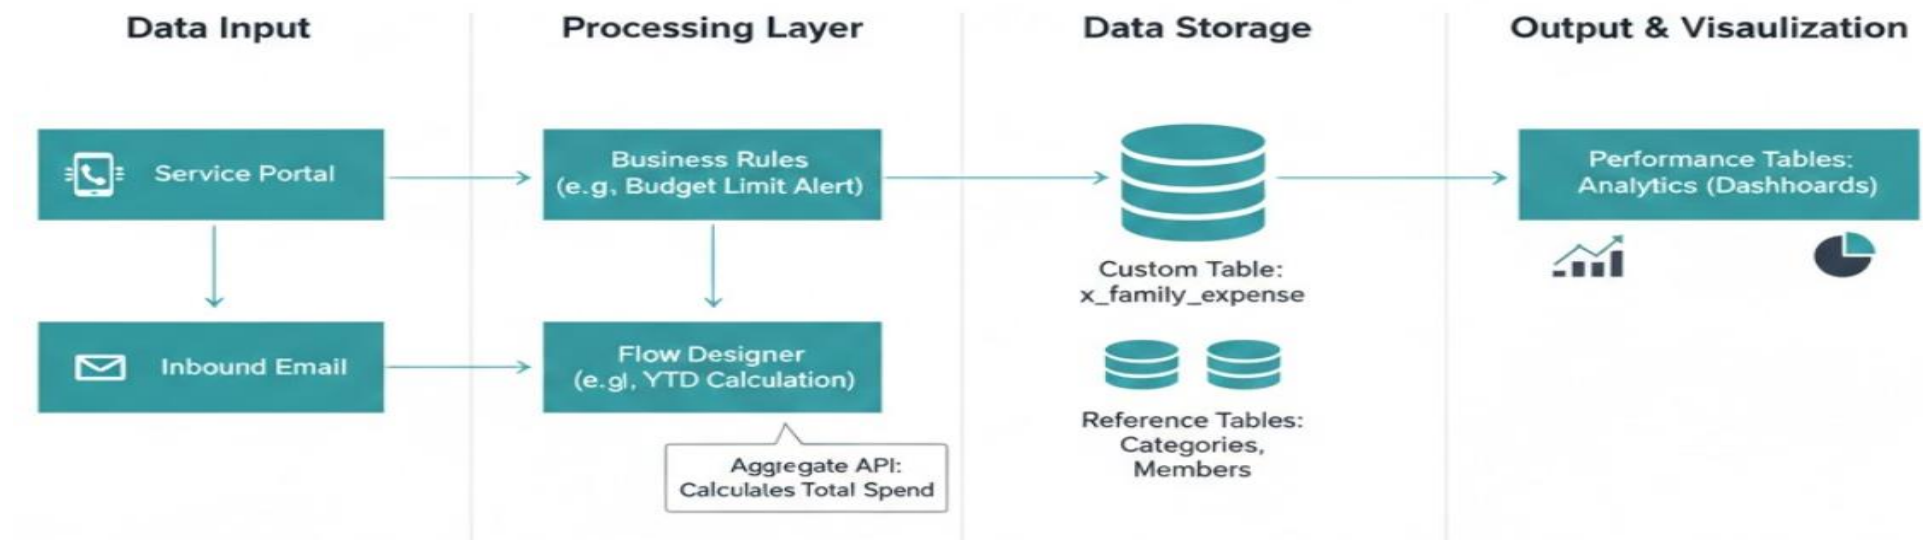 Data Input
Processing Layer
Data Storage
Output & Visaulization
Service Portal
Business Rules
(e.g, Budget Limit Alert)
Performance Tables:
Analytics (Dashhoards)
Custom Table:
x_family_expense
Inbound Email
Flow Designer
(e.gl, YTD Calculation)
Reference Tables:
Categories,
Members
Aggregate API:
Calculates Total Spend